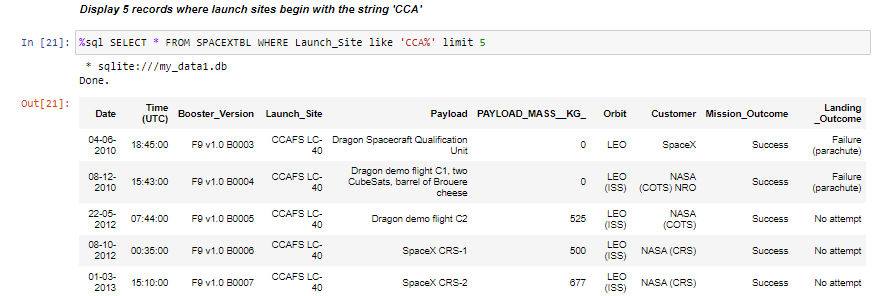 Display 5 records where launch sites begin with the string 'CCA'
In [21]: %sql SELECT * FROM SPACEXTBL WHERE Launch_Site like 'CCA%' limit 5
* sqlite:///my_data1.db
Done.
Out[21]:
Date Time (UTC) Booster_Version Launch_Site Payload PAYLOAD_MASS__KG_ Orbit Customer Mission_Outcome Landing _Outcome
04-06-2010 18:45:00 F9 v1.0 B0003 CCAFS LC-40 Dragon Spacecraft Qualification Unit 0 LEO SpaceX Success Failure (parachute)
08-12-2010 15:43:00 F9 v1.0 B0004 CCAFS LC-40 Dragon demo flight C1, two CubeSats, barrel of Brouere cheese 0 LEO (ISS) NASA (COTS) NRO Success Failure (parachute)
22-05-2012 07:44:00 F9 v1.0 B0005 CCAFS LC-40 Dragon demo flight C2 525 LEO (ISS) NASA (COTS) Success No attempt
08-10-2012 00:35:00 F9 v1.0 B0006 CCAFS LC-40 SpaceX CRS-1 500 LEO (ISS) NASA (CRS) Success No attempt
01-03-2013 15:10:00 F9 v1.0 B0007 CCAFS LC-40 SpaceX CRS-2 677 LEO (ISS) NASA (CRS) Success No attempt